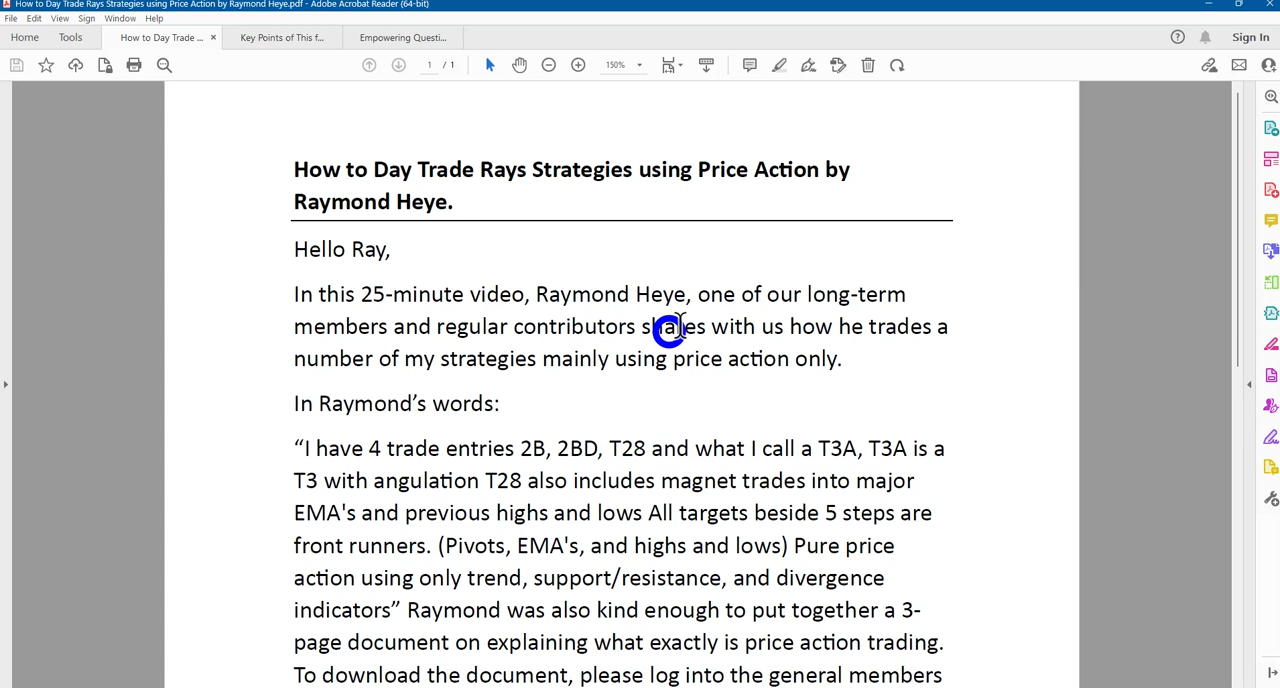 How to Day Trade Rays Strategies using Price Action by Raymond Heye.pdf - Adobe Acrobat Reader (64-bit)
File Edit View Sign Window Help
Home Tools How to Day Trade ... × Key Points of This f... Empowering Questi... Sign In
1 / 1 150%
How to Day Trade Rays Strategies using Price Action by
Raymond Heye.
Hello Ray,
In this 25-minute video, Raymond Heye, one of our long-term
members and regular contributors shares with us how he trades a
number of my strategies mainly using price action only.
In Raymond’s words:
“I have 4 trade entries 2B, 2BD, T28 and what I call a T3A, T3A is a
T3 with angulation T28 also includes magnet trades into major
EMA's and previous highs and lows All targets beside 5 steps are
front runners. (Pivots, EMA's, and highs and lows) Pure price
action using only trend, support/resistance, and divergence
indicators” Raymond was also kind enough to put together a 3-
page document on explaining what exactly is price action trading.
To download the document, please log into the general members